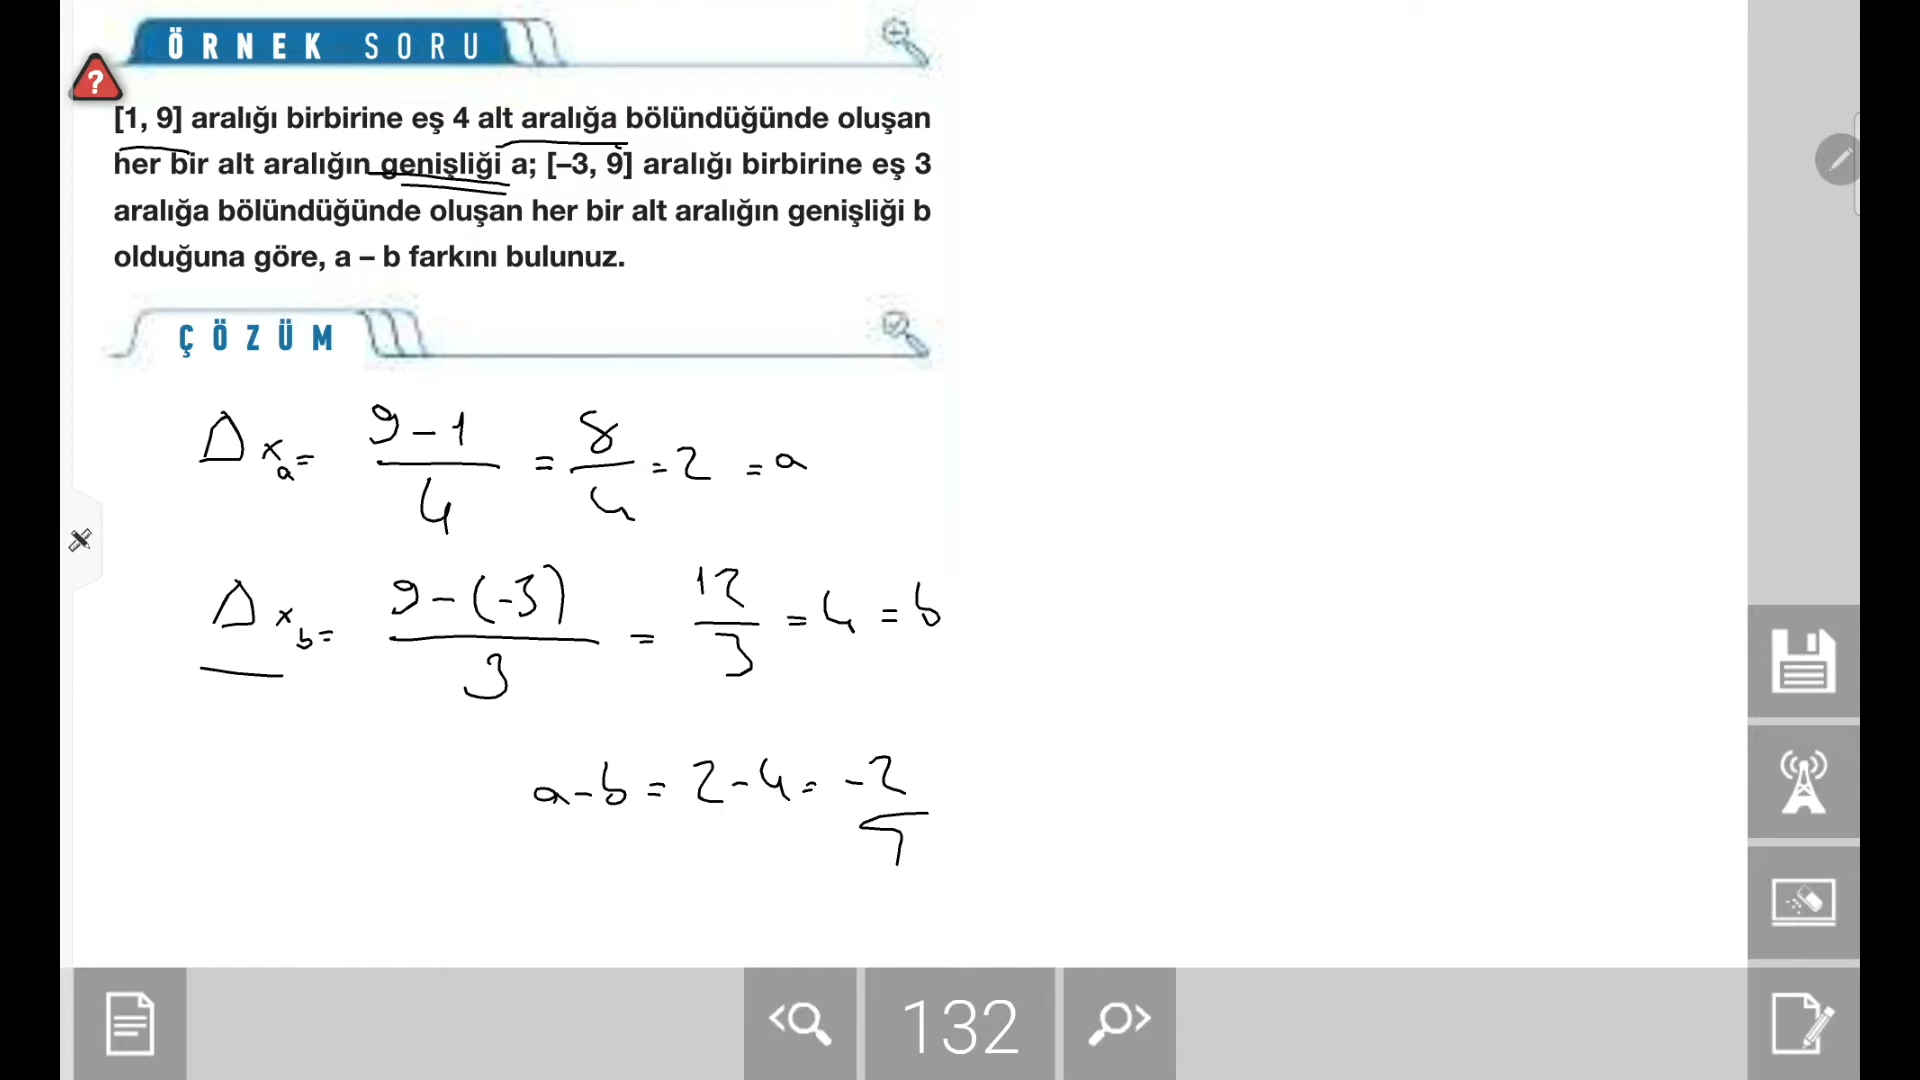 ÖRNEK SORU
?
[1, 9] aralığı birbirine eş 4 alt aralığa bölündüğünde oluşan
her bir alt aralığın genişliği a; [–3, 9] aralığı birbirine eş 3
aralığa bölündüğünde oluşan her bir alt aralığın genişliği b
olduğuna göre, a – b farkını bulunuz.
ÇÖZÜM
Δx_a = (9-1)/4 = 8/4 = 2 = a
Δx_b = (9-(-3))/3 = 12/3 = 4 = b
a-b = 2-4 = -2
132